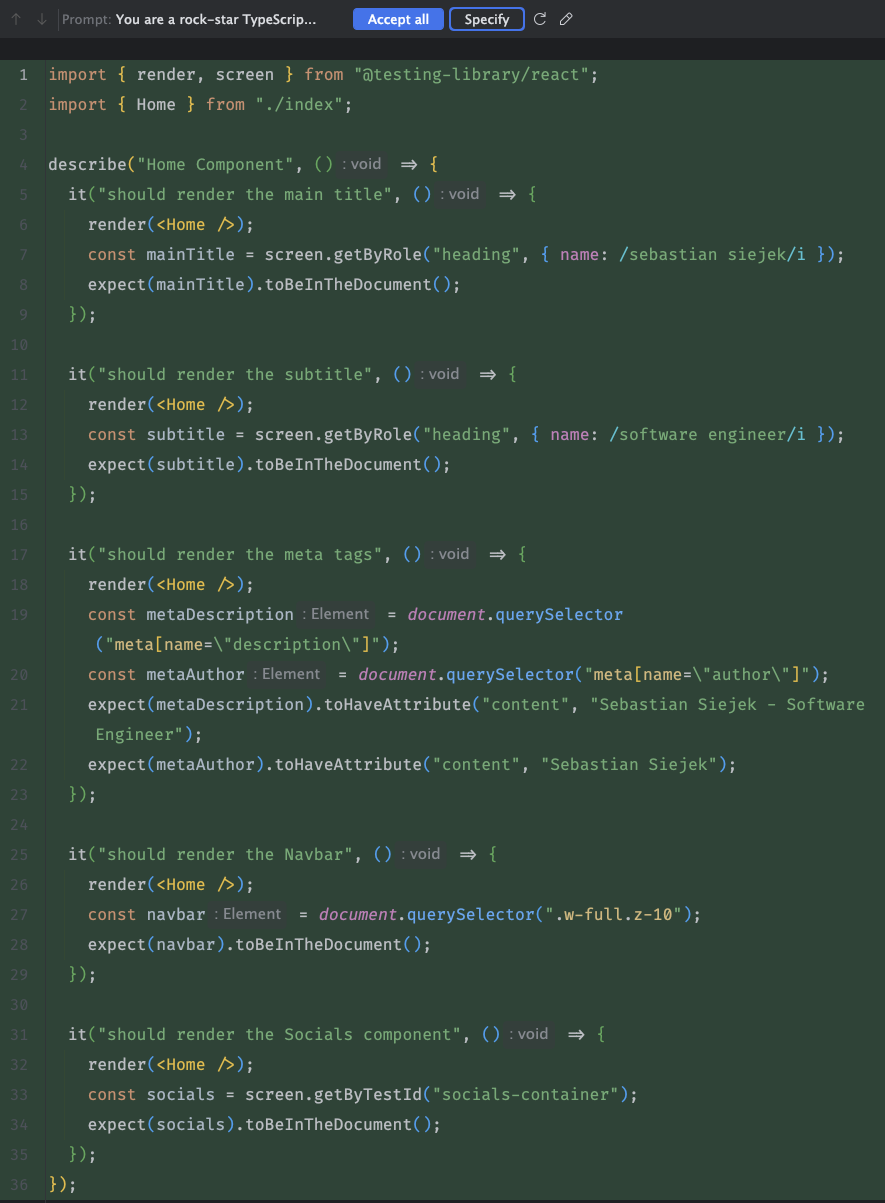 ↑ ↓ Prompt: You are a rock-star TypeScrip... Accept all Specify
1 import { render, screen } from "@testing-library/react";
2 import { Home } from "./index";
3
4 describe("Home Component", () : void => {
5 it("should render the main title", () : void => {
6 render(<Home />);
7 const mainTitle = screen.getByRole("heading", { name: /sebastian siejek/i });
8 expect(mainTitle).toBeInTheDocument();
9 });
10
11 it("should render the subtitle", () : void => {
12 render(<Home />);
13 const subtitle = screen.getByRole("heading", { name: /software engineer/i });
14 expect(subtitle).toBeInTheDocument();
15 });
16
17 it("should render the meta tags", () : void => {
18 render(<Home />);
19 const metaDescription : Element = document.querySelector
("meta[name=\"description\"]");
20 const metaAuthor : Element = document.querySelector("meta[name=\"author\"]");
21 expect(metaDescription).toHaveAttribute("content", "Sebastian Siejek - Software
Engineer");
22 expect(metaAuthor).toHaveAttribute("content", "Sebastian Siejek");
23 });
24
25 it("should render the Navbar", () : void => {
26 render(<Home />);
27 const navbar : Element = document.querySelector(".w-full.z-10");
28 expect(navbar).toBeInTheDocument();
29 });
30
31 it("should render the Socials component", () : void => {
32 render(<Home />);
33 const socials = screen.getByTestId("socials-container");
34 expect(socials).toBeInTheDocument();
35 });
36 });